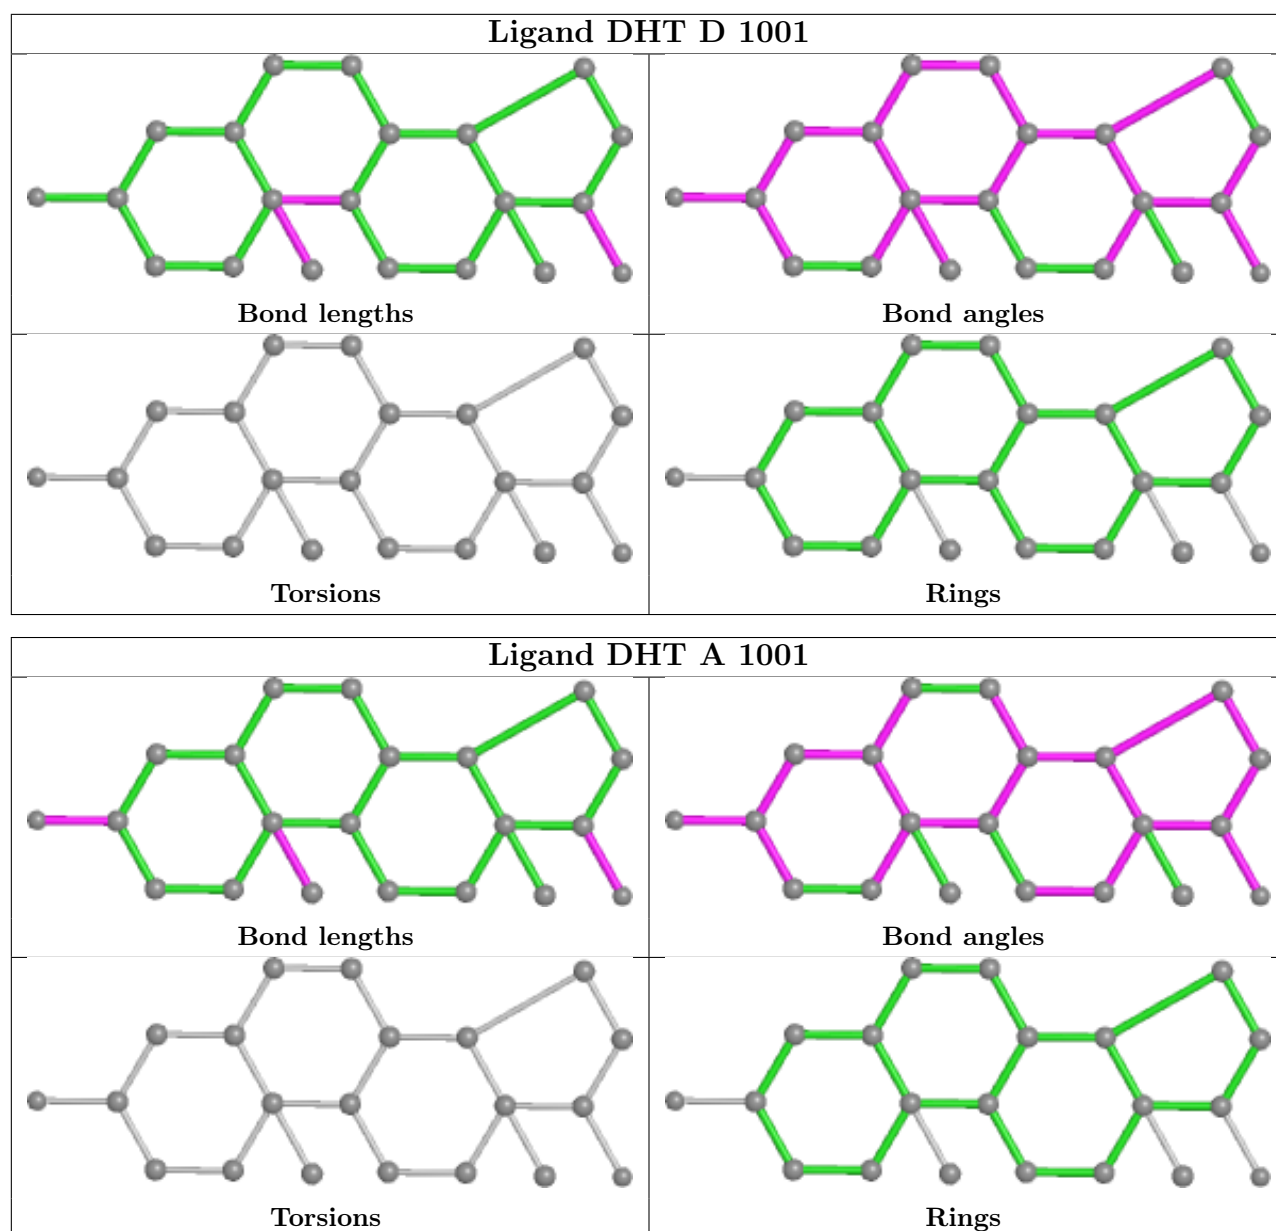 Ligand DHT D 1001
Bond lengths
Bond angles
Torsions
Rings
Ligand DHT A 1001
Bond lengths
Bond angles
Torsions
Rings